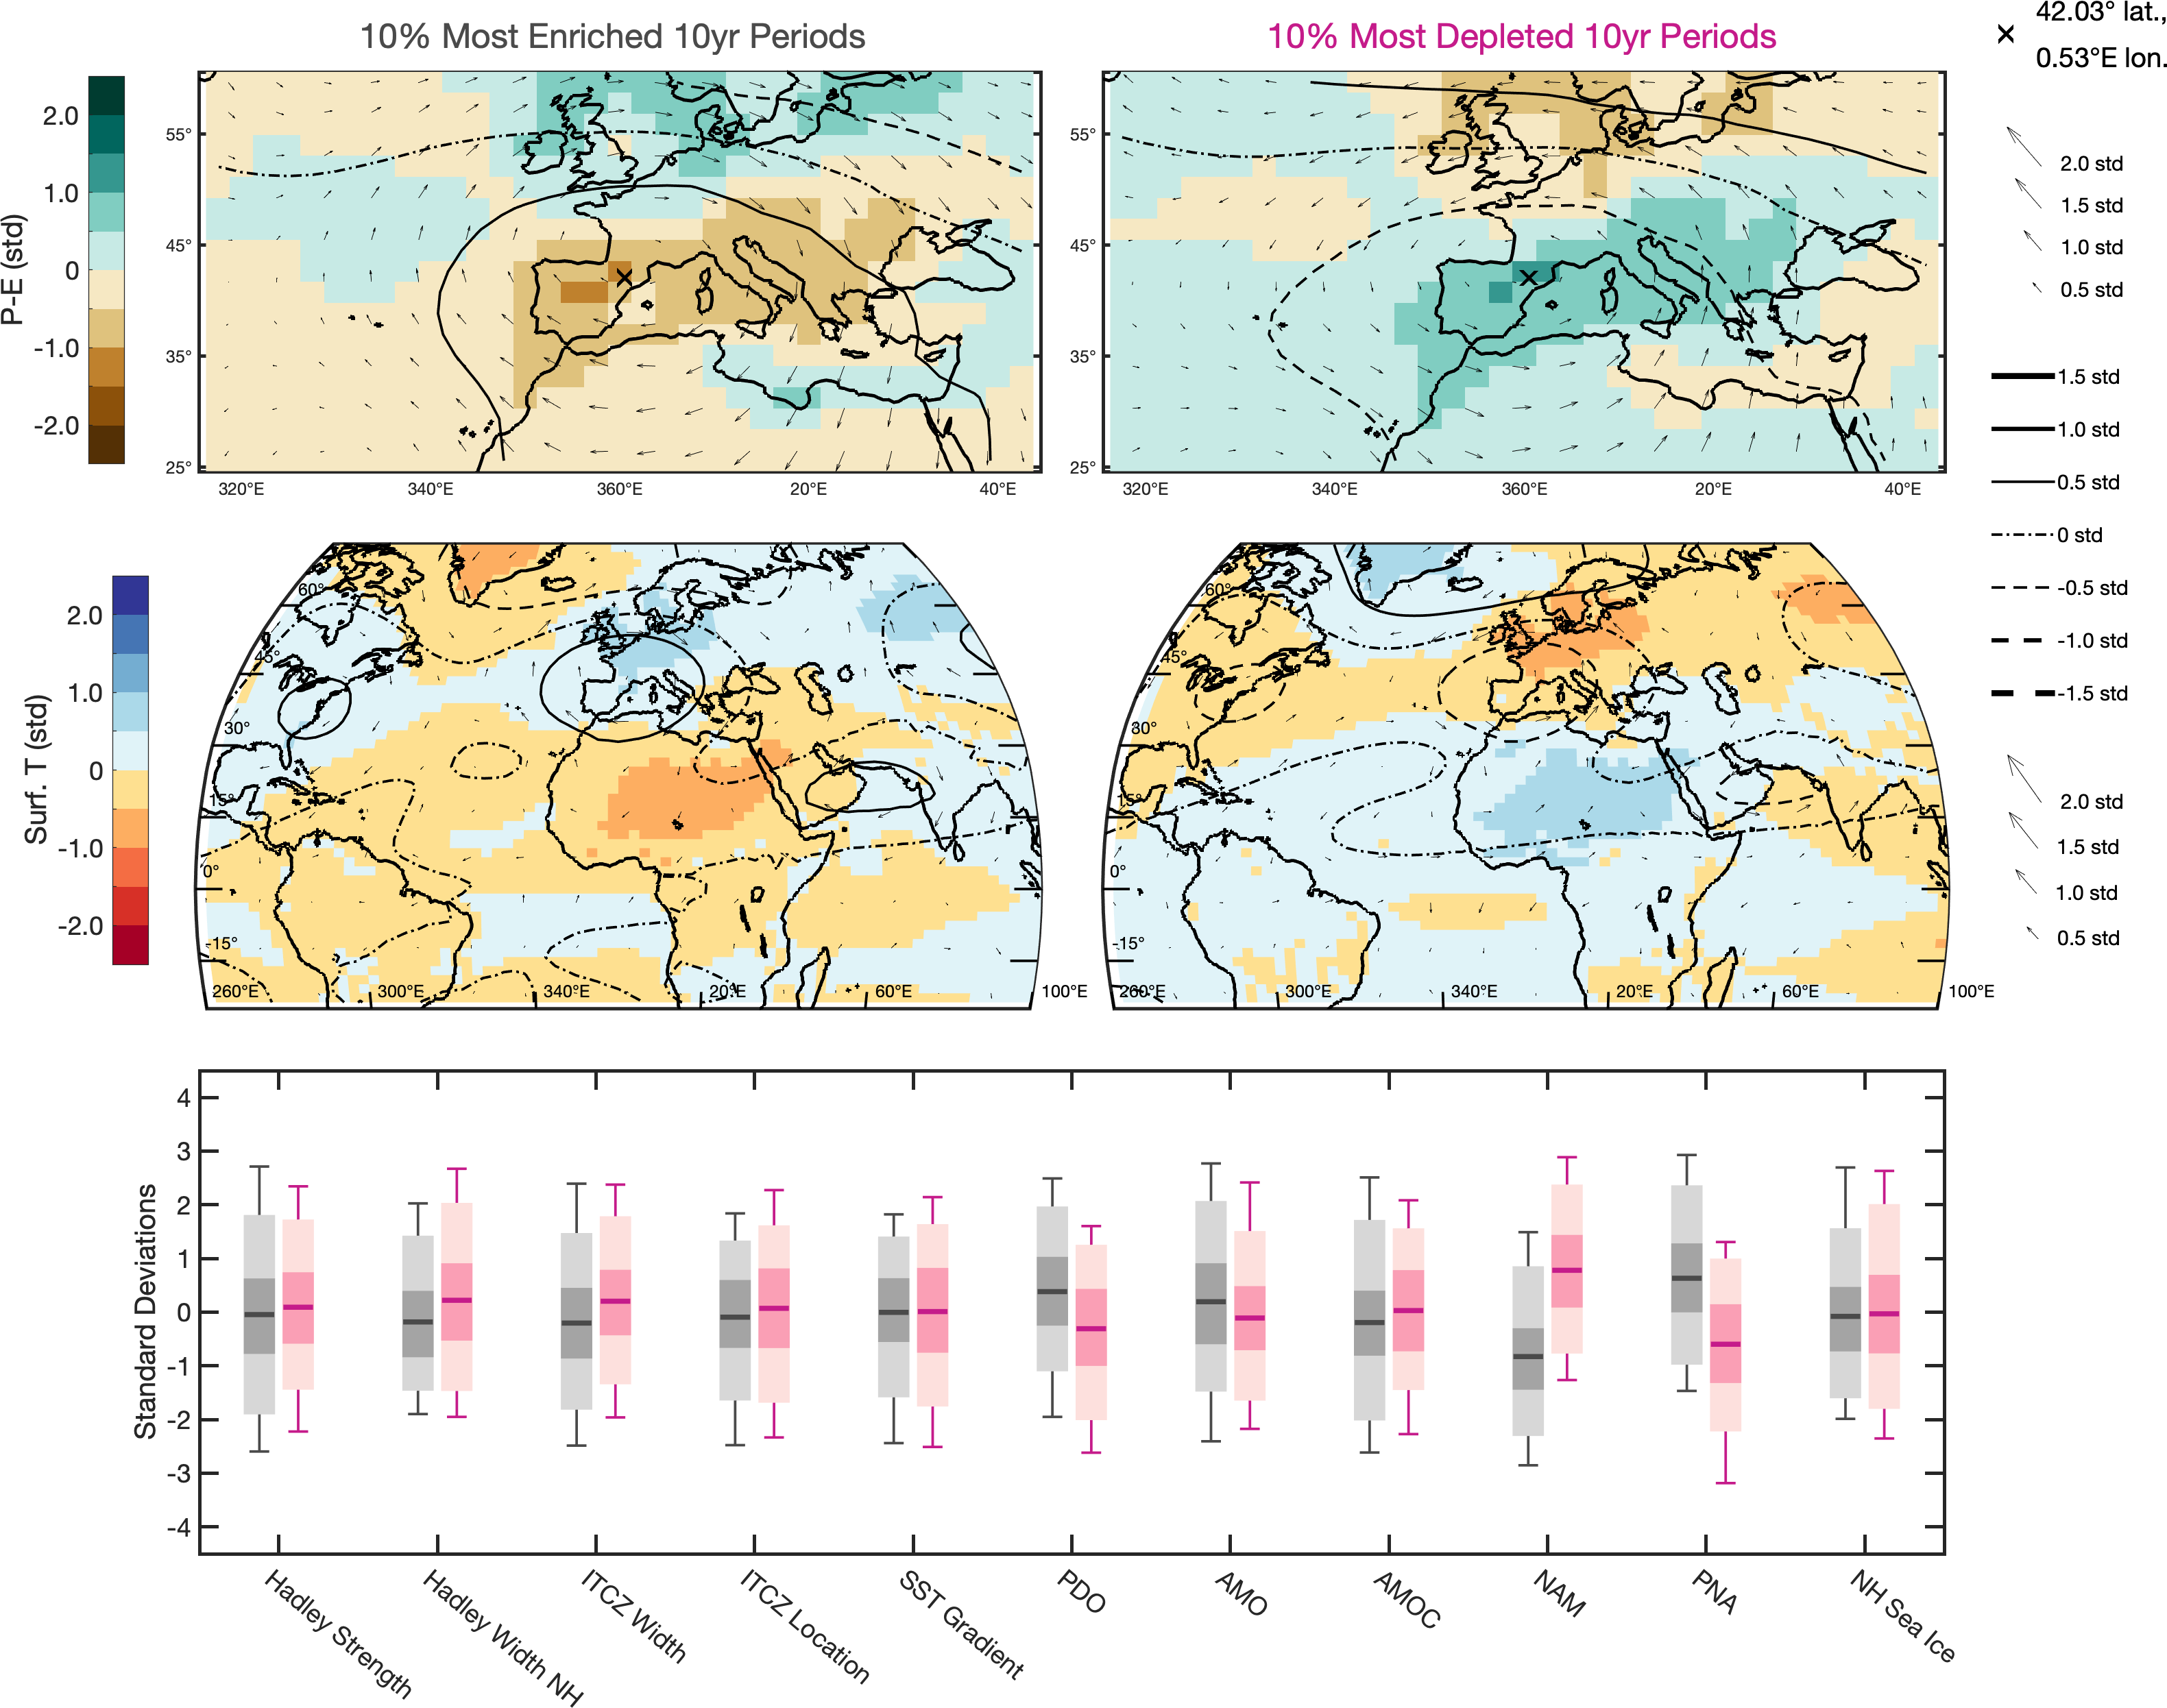 10% Most Enriched 10yr Periods
10% Most Depleted 10yr Periods
42.03° lat.,
0.53°E lon.
P-E (std)
2.0
1.0
0
-1.0
-2.0
55°
45°
35°
25°
320°E 340°E 360°E 20°E 40°E
55°
45°
35°
25°
320°E 340°E 360°E 20°E 40°E
2.0 std
1.5 std
1.0 std
0.5 std
1.5 std
1.0 std
0.5 std
0 std
-0.5 std
-1.0 std
-1.5 std
2.0 std
1.5 std
1.0 std
0.5 std
Surf. T (std)
2.0
1.0
0
-1.0
-2.0
60°
45°
30°
15°
0°
-15°
260°E 300°E 340°E 20°E 60°E 100°E
60°
45°
30°
15°
0°
-15°
260°E 300°E 340°E 20°E 60°E 100°E
Standard Deviations
4
3
2
1
0
-1
-2
-3
-4
Hadley Strength
Hadley Width NH
ITCZ Width
ITCZ Location
SST Gradient
PDO
AMO
AMOC
NAM
PNA
NH Sea Ice